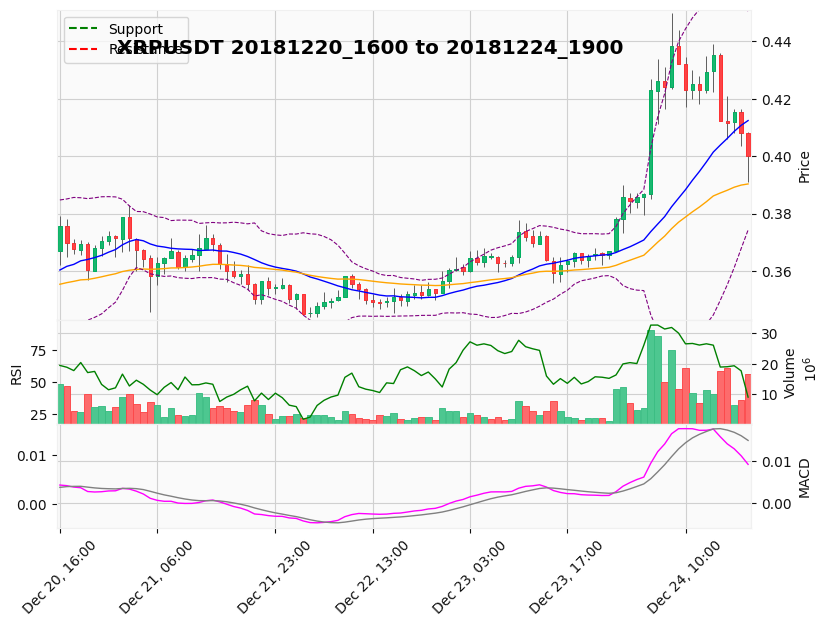 Support
Resistance
XRPUSDT 20181220_1600 to 20181224_1900
0.44
0.42
0.40
0.38
0.36
Price
75
50
25
RSI
30
20
10
Volume
10^6
0.01
0.00
0.01
0.00
MACD
Dec 20, 16:00
Dec 21, 06:00
Dec 21, 23:00
Dec 22, 13:00
Dec 23, 03:00
Dec 23, 17:00
Dec 24, 10:00